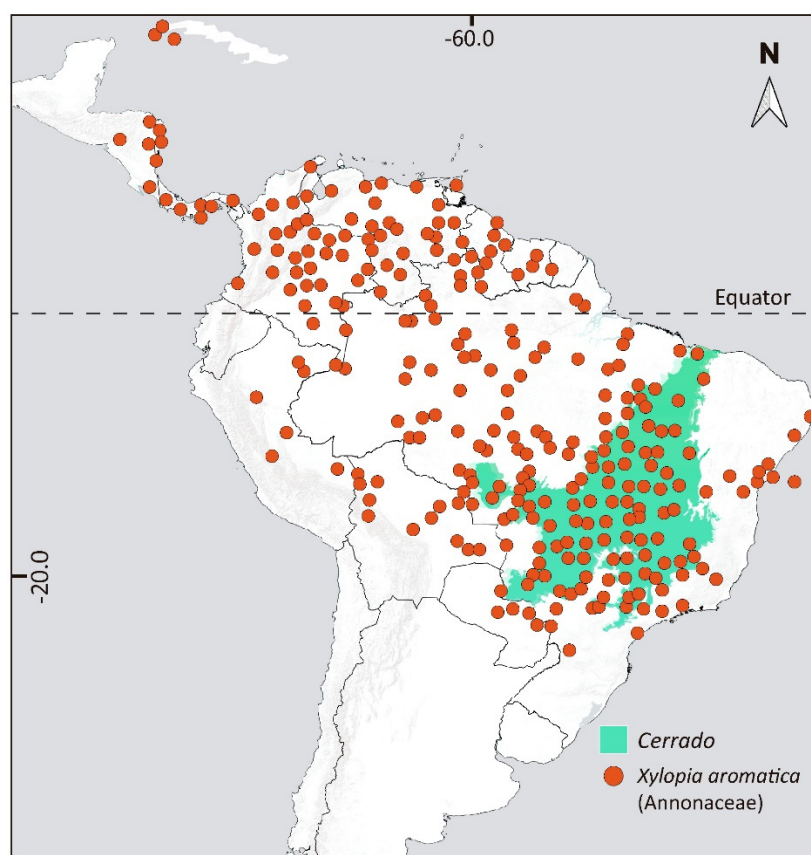 -60.0
N
Equator
-20.0
Cerrado
Xylopia aromatica
(Annonaceae)